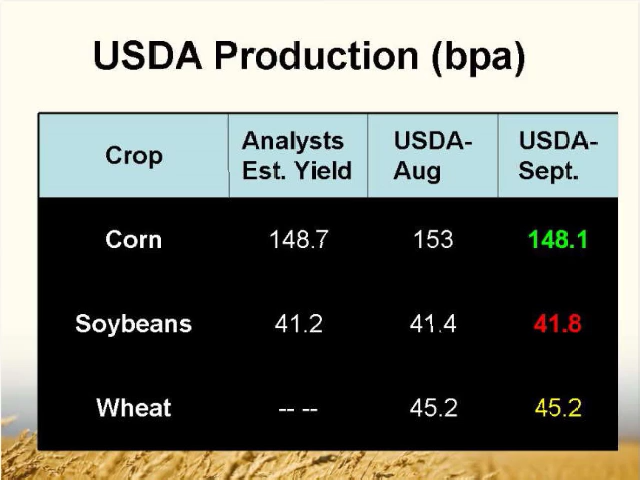 USDA Production (bpa)
Crop Analysts Est. Yield USDA-Aug USDA-Sept.
Corn 148.7 153 148.1
Soybeans 41.2 41.4 41.8
Wheat -- -- 45.2 45.2